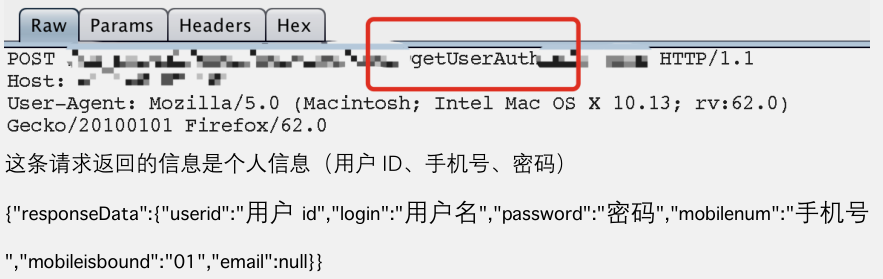 Raw Params Headers Hex
POST getUserAuth HTTP/1.1
Host:
User-Agent: Mozilla/5.0 (Macintosh; Intel Mac OS X 10.13; rv:62.0)
Gecko/20100101 Firefox/62.0
这条请求返回的信息是个人信息（用户 ID、手机号、密码）
{"responseData":{"userid":"用户 id","login":"用户名","password":"密码","mobilenum":"手机号
","mobileisbound":"01","email":null}}